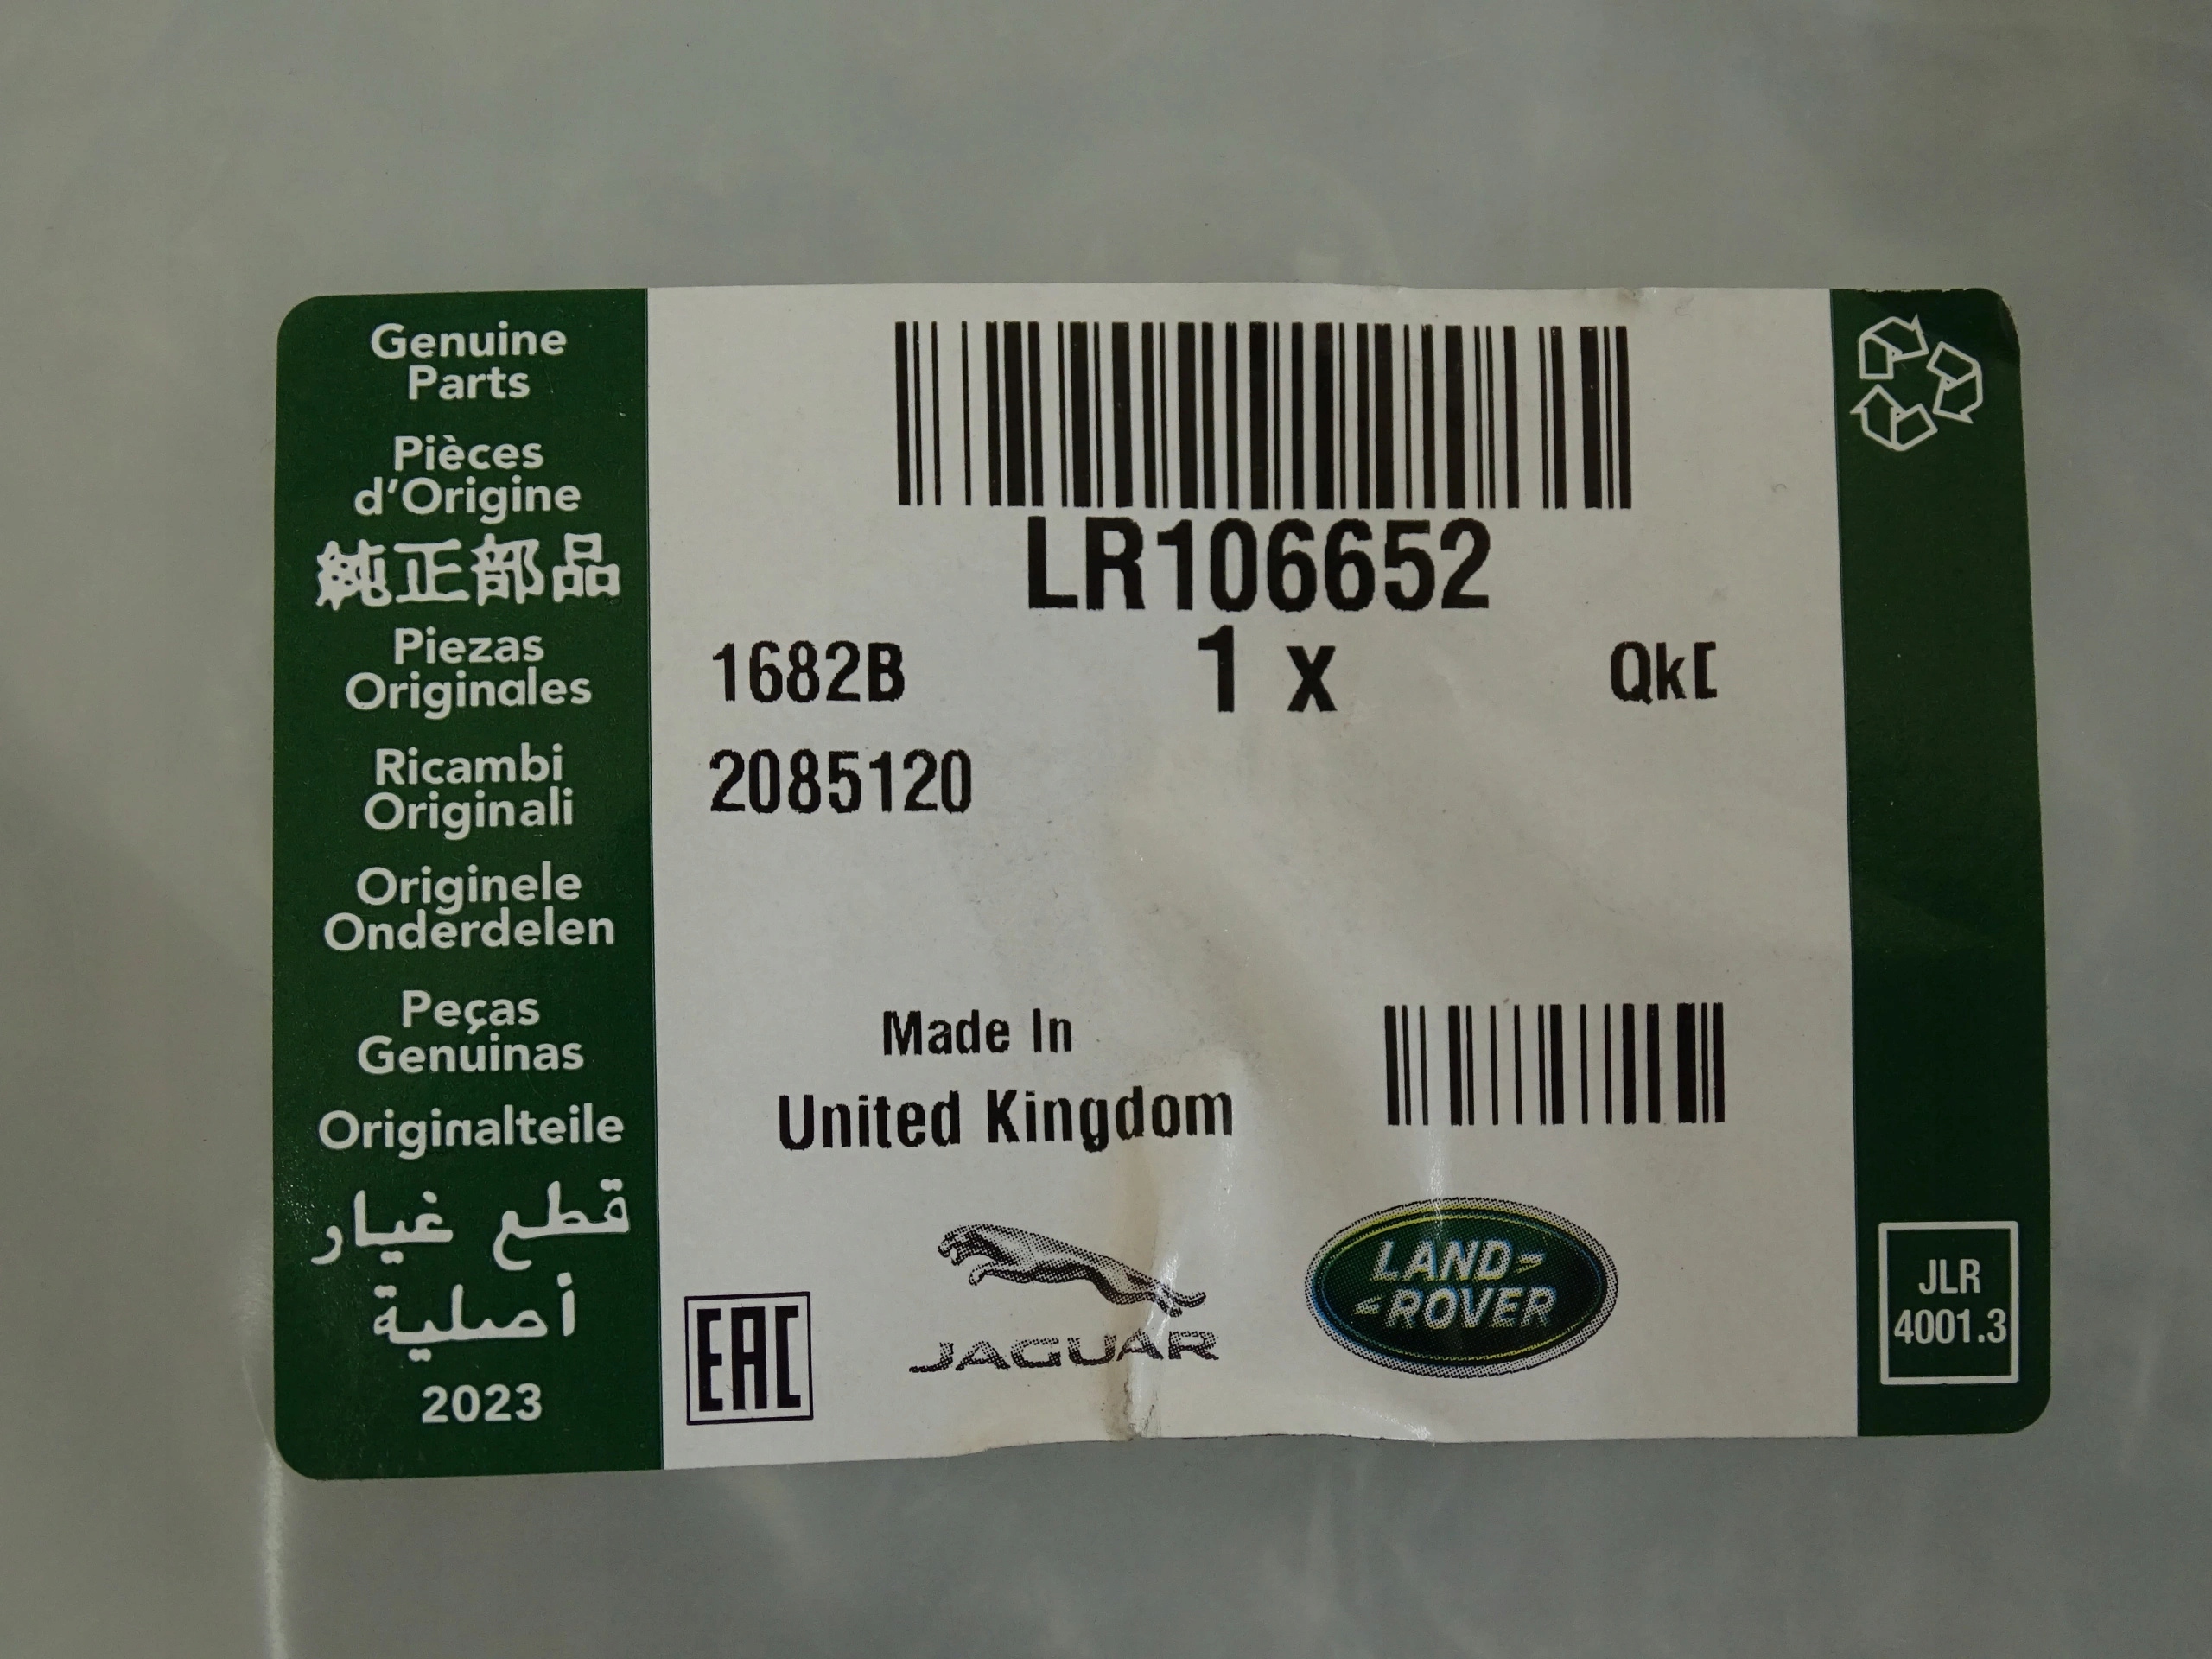 Genuine
Parts
Pièces
d'Origine
純正部品
Piezas
Originales
Ricambi
Originali
Originele
Onderdelen
Peças
Genuinas
Originalteile
قطع غيار
أصلية
2023
LR106652
1682B 1 x
2085120
Made In
United Kingdom
EAC
JAGUAR
LAND-
ROVER
JLR
4001.3